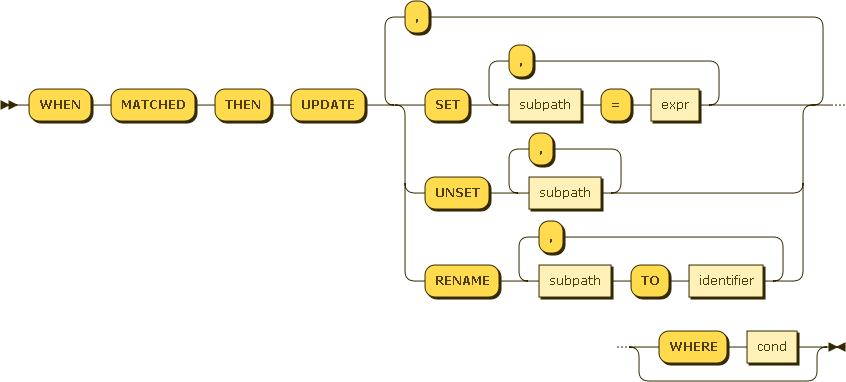 ,
,
WHEN MATCHED THEN UPDATE SET subpath = expr
,
UNSET subpath
,
RENAME subpath TO identifier
WHERE cond